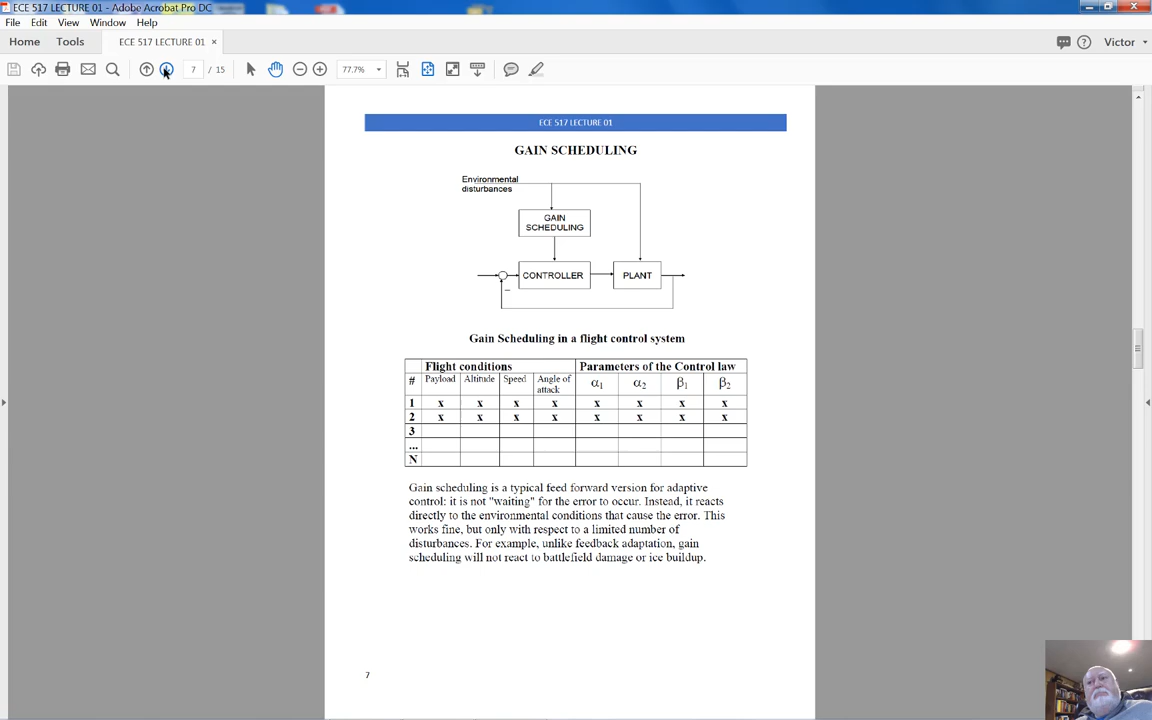 ECE 517 LECTURE 01 - Adobe Acrobat Pro DC
File Edit View Window Help
Home Tools ECE 517 LECTURE 01 × Victor
7 / 15 77.7%
ECE 517 LECTURE 01
GAIN SCHEDULING
Environmental
disturbances
GAIN
SCHEDULING
CONTROLLER PLANT
–
Gain Scheduling in a flight control system
Flight conditions Parameters of the Control law
# Payload Altitude Speed Angle of attack α1 α2 β1 β2
1 x x x x x x x x
2 x x x x x x x x
3
...
N
Gain scheduling is a typical feed forward version for adaptive
control: it is not "waiting" for the error to occur. Instead, it reacts
directly to the environmental conditions that cause the error. This
works fine, but only with respect to a limited number of
disturbances. For example, unlike feedback adaptation, gain
scheduling will not react to battlefield damage or ice buildup.
7